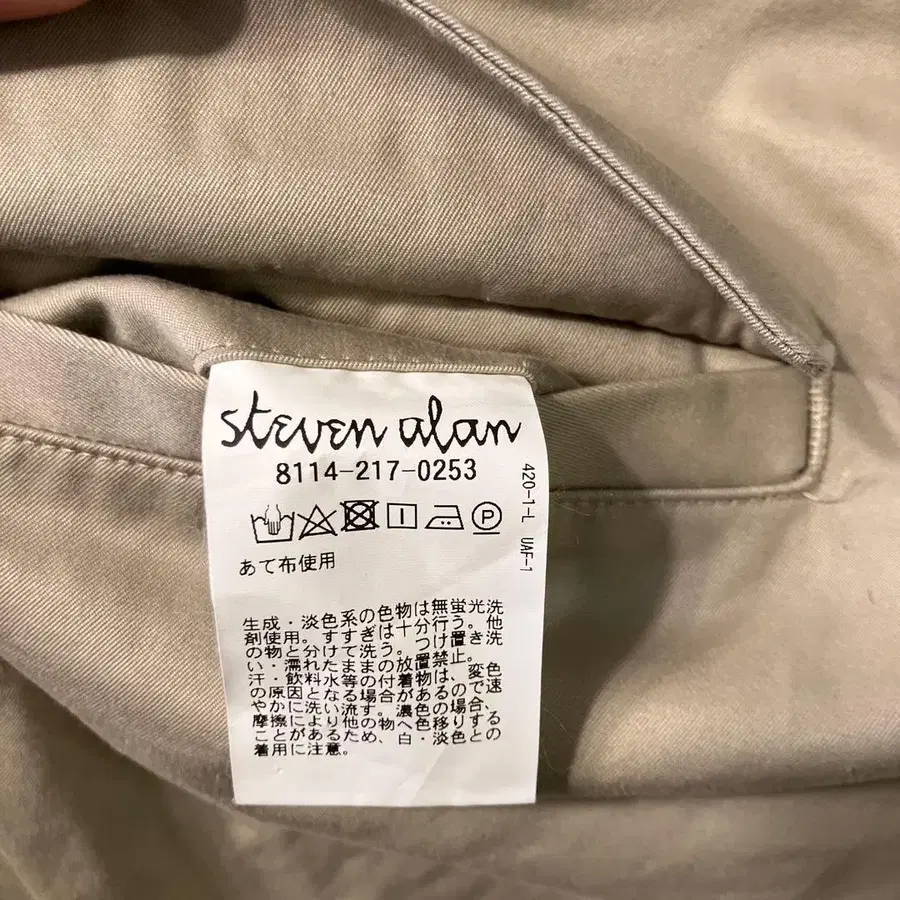 steven alan
8114-217-0253
420-1-L UAF-1
P
あて布使用
生成・淡色系の色物は無蛍光洗
剤使用。すすぎは十分行う。他
の物と分けて洗う。つけ置き洗
い・濡れたままの放置禁止。
汗・飲料水等の付着物は、変色
の原因となる場合があるので速
やかに洗い流す。濃色の場合、
摩擦により他の物へ色移りする
ことがあるため、白・淡色との
着用に注意。